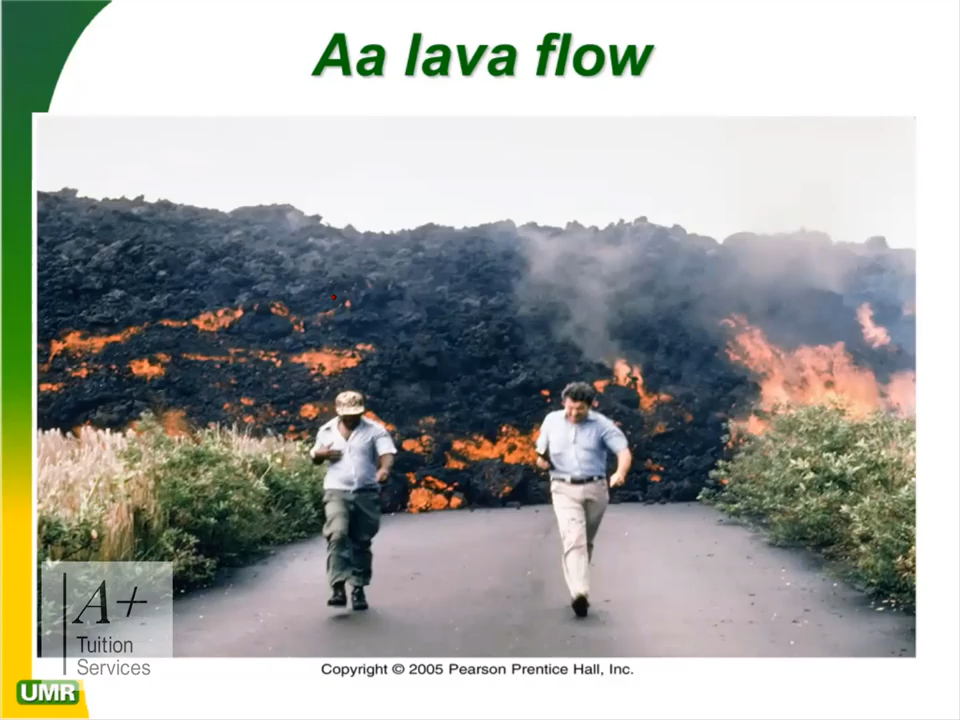 Aa lava flow
A+
Tuition
Services
Copyright © 2005 Pearson Prentice Hall, Inc.
UMR